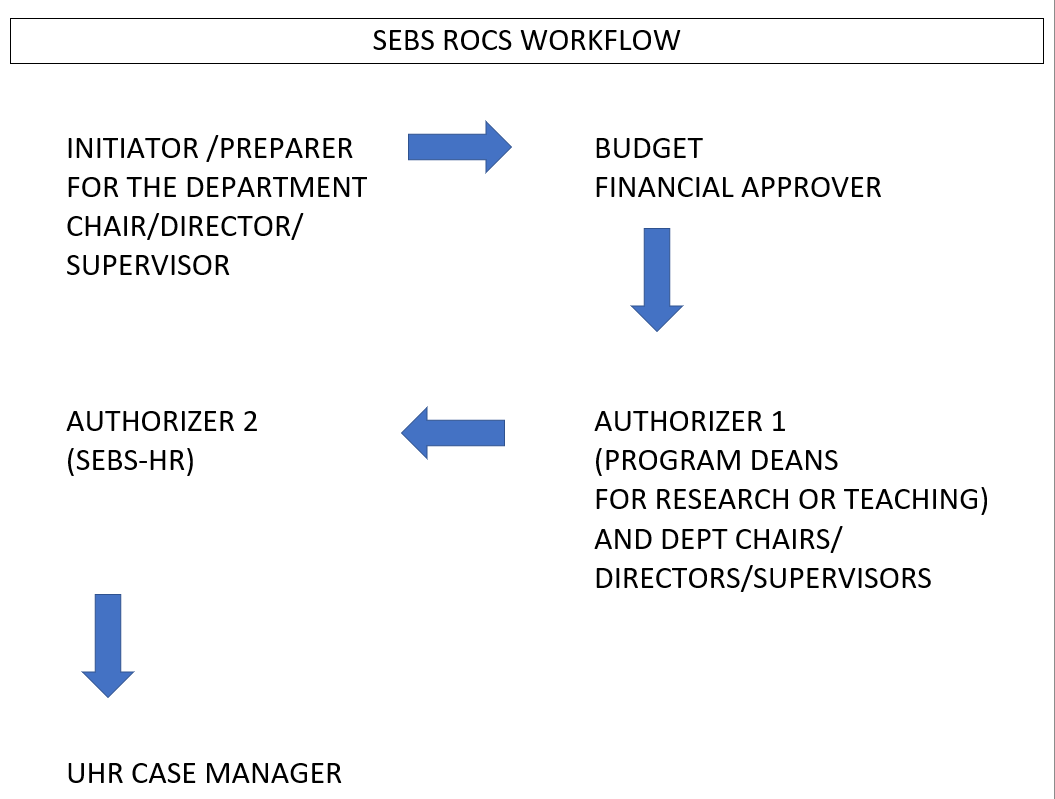 SEBS ROCS WORKFLOW
INITIATOR /PREPARER
FOR THE DEPARTMENT
CHAIR/DIRECTOR/
SUPERVISOR
BUDGET
FINANCIAL APPROVER
AUTHORIZER 1
(PROGRAM DEANS
FOR RESEARCH OR TEACHING)
AND DEPT CHAIRS/
DIRECTORS/SUPERVISORS
AUTHORIZER 2
(SEBS-HR)
UHR CASE MANAGER